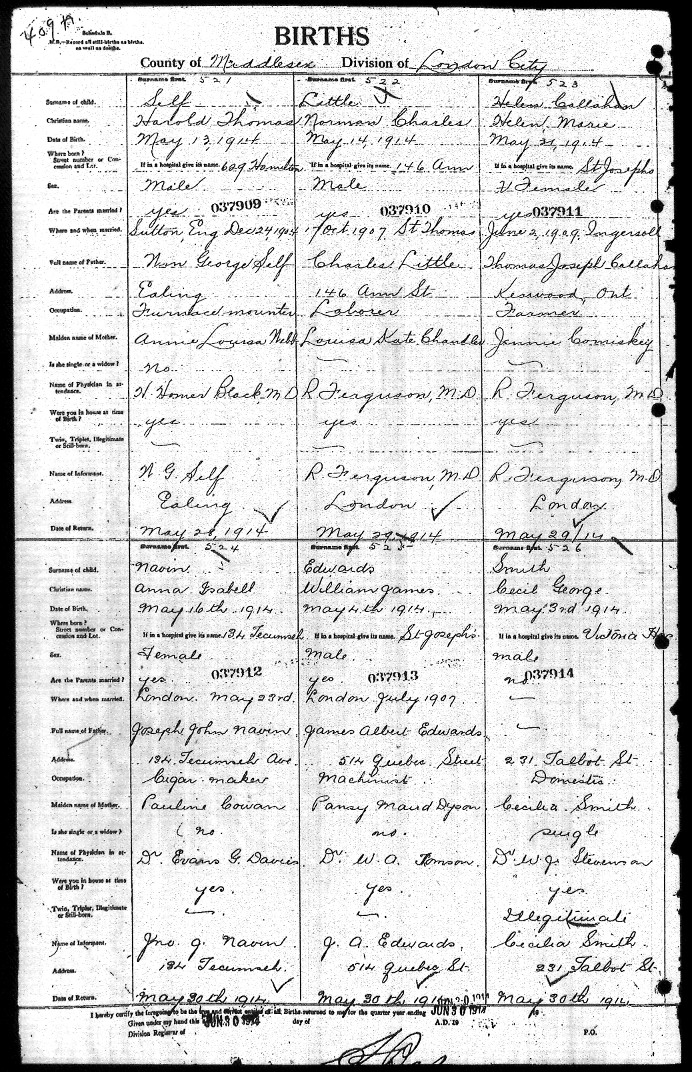 409 A
Schedule B.
N.B.—Record all still-births as births.
as well as deaths.
BIRTHS
County of Middlesex Division of London City
Surname first. 521 Surname first. 522 Surname first. 523
Surname of child. Self Little Helen Callahan
Christian name. Harold Thomas Norman Charles Helen, Marie
Date of Birth. May 13, 1914 May 14, 1914 May 21, 1914
Where born?
Street number or Con-
cession and Lot. If in a hospital give its name. 609 Hamilton If in a hospital give its name. 146 Ann If in a hospital give its name. St Josephs
Sex. Male Male Female
Are the Parents married? yes 037909 yes 037910 yes 037911
Where and when married. Sutton, Eng Dec 24 1904 17 Oct 1907 St Thomas June 2, 1909. Ingersoll
Full name of Father. Wm George Self Charles Little Thomas Joseph Callahan
Address. Ealing 146 Ann St Kerwood, Ont
Occupation. Furnace mounter Laborer Farmer
Maiden name of Mother. Annie Louisa Webb Louisa Kate Chandler Jennie Comiskey
Is she single or a widow? no
Name of Physician in at-
tendance. H Homer Black M D R Ferguson, M.D. R. Ferguson, M.D
Were you in house at time
of Birth? yes yes yes
Twin, Triplet, Illegitimate
or Still-born.
Name of Informant. W G. Self R. Ferguson, M.D R. Ferguson, M.D
Address. Ealing London London
Date of Return. May 28, 1914 May 29, 1914 May 29/14
Surname first. 524 Surname first. 525 Surname first. 526
Surname of child. Navin Edwards Smith
Christian name. Anna Isabell William James Cecil George
Date of Birth. May 16th 1914 May 4th 1914 May 3rd 1914
Where born?
Street number or Con-
cession and Lot. If in a hospital give its name. 134 Tecumseh If in a hospital give its name. St Joseph's If in a hospital give its name. Victoria Hos
Sex. Female Male male
Are the Parents married? yes 037912 yes 037913 no 037914
Where and when married. London. May 23rd London July 1907
Full name of Father. Joseph John Navin James Albert Edwards
Address. 134 Tecumseh Ave. 514 Quebec Street 231 Talbot St
Occupation. Cigar maker Machinist Domestic
Maiden name of Mother. Pauline Cowan Pansy Maud Dyson Cecilia Smith
Is she single or a widow? no. no. single
Name of Physician in at-
tendance. Dr Evans G. Davies Dr W. A. Tomson Dr W. J. Stevenson
Were you in house at time
of Birth? yes. yes. yes
Twin, Triplet, Illegitimate
or Still-born. Illegitimate
Name of Informant. Jno J. Navin J. A. Edwards. Cecilia Smith
Address. 134 Tecumseh. 514 Quebec St 231 Talbot St.
Date of Return. May 30th 1914 May 30th 1914 May 30th 1914
I hereby certify the foregoing to be the true and correct entries of all Births returned to me for the quarter year ending JUN 30 1914 19
Given under my hand this JUN 30 1914 day of A.D. 19
Division Registrar of P.O.